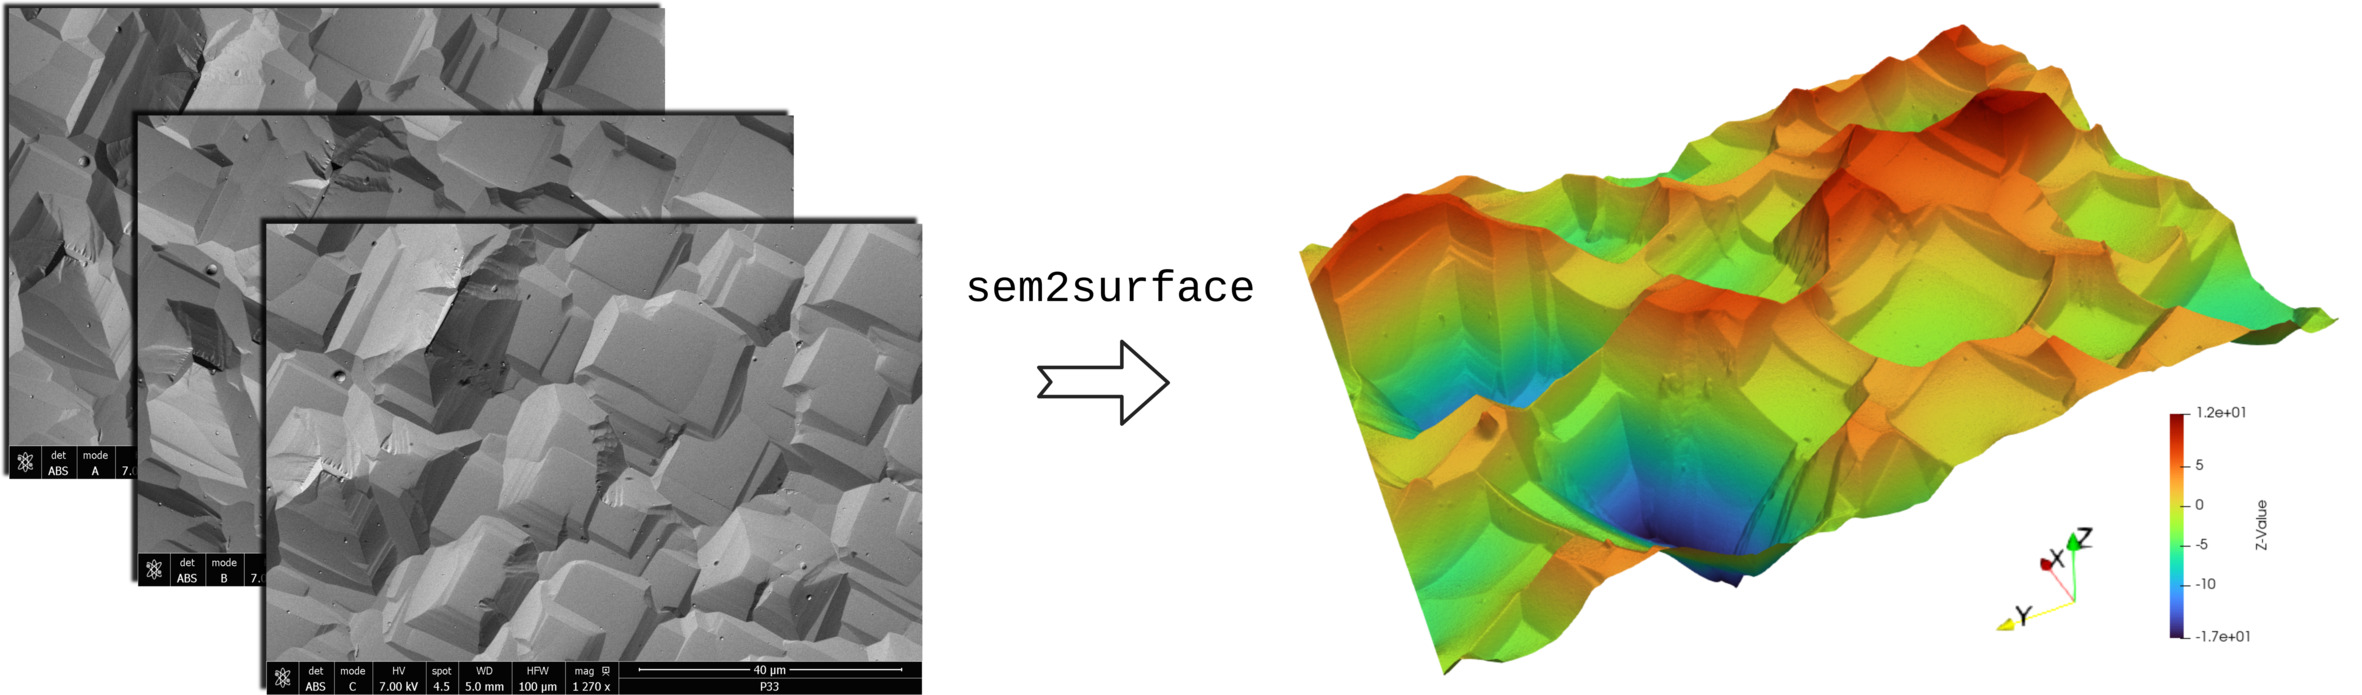 det mode
ABS A 7.0
det mode
ABS B 7.0
det mode HV spot WD HFW mag 40 µm
ABS C 7.00 kV 4.5 5.0 mm 100 µm 1 270 x P33
sem2surface
1.2e+01
5
0
-5
-10
-1.7e+01
Z-Value
Z
X
Y